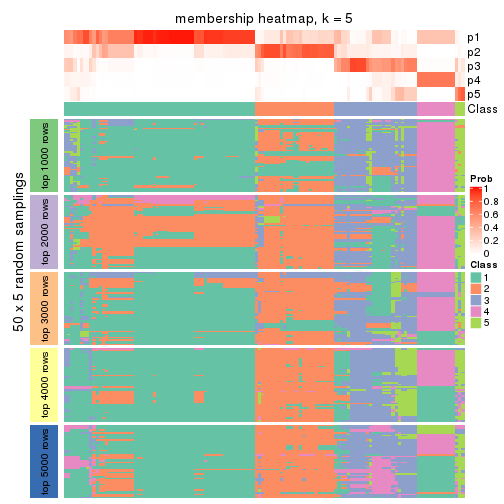 membership heatmap, k = 5
p1
p2
p3
p4
p5
Class
50 x 5 random samplings
top 1000 rows
top 2000 rows
top 3000 rows
top 4000 rows
top 5000 rows
Prob
1
0.8
0.6
0.4
0.2
0
Class
1
2
3
4
5